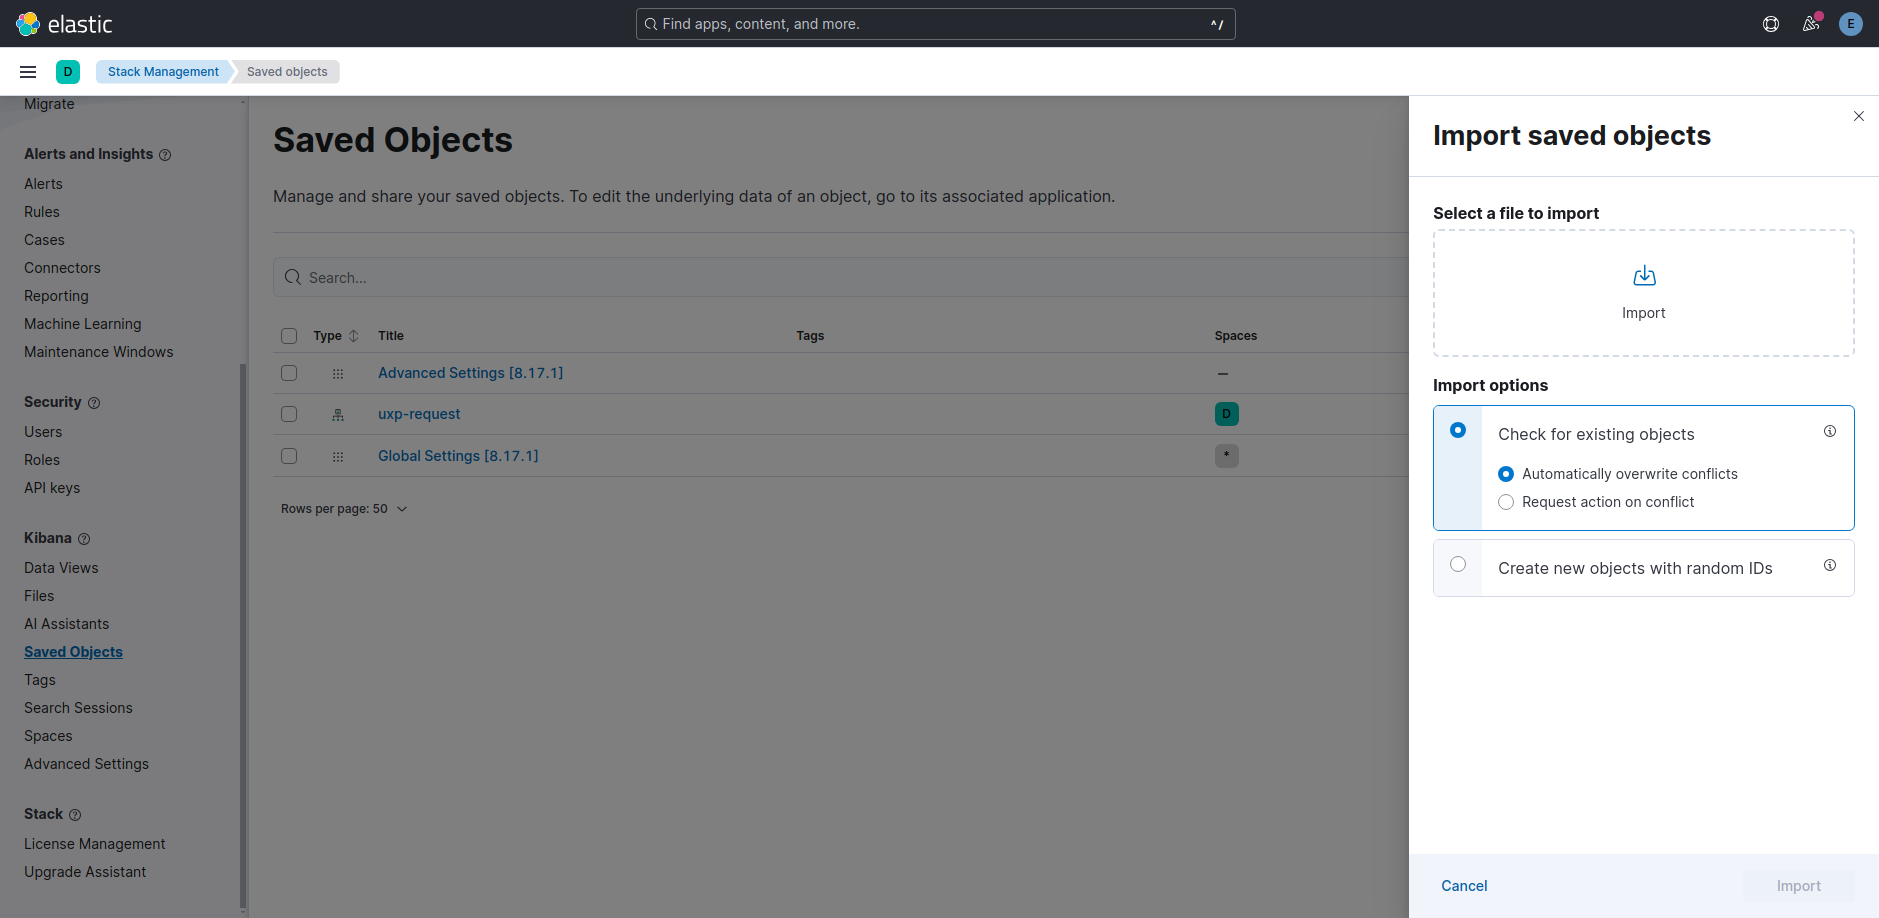 elastic
Find apps, content, and more.
^/
E
D
Stack Management
Saved objects
Migrate
Alerts and Insights
Alerts
Rules
Cases
Connectors
Reporting
Machine Learning
Maintenance Windows
Security
Users
Roles
API keys
Kibana
Data Views
Files
AI Assistants
Saved Objects
Tags
Search Sessions
Spaces
Advanced Settings
Stack
License Management
Upgrade Assistant
Saved Objects
Manage and share your saved objects. To edit the underlying data of an object, go to its associated application.
Search...
Type Title Tags Spaces
Advanced Settings [8.17.1] —
uxp-request D
Global Settings [8.17.1] *
Rows per page: 50
Import saved objects
Select a file to import
Import
Import options
Check for existing objects
Automatically overwrite conflicts
Request action on conflict
Create new objects with random IDs
Cancel
Import